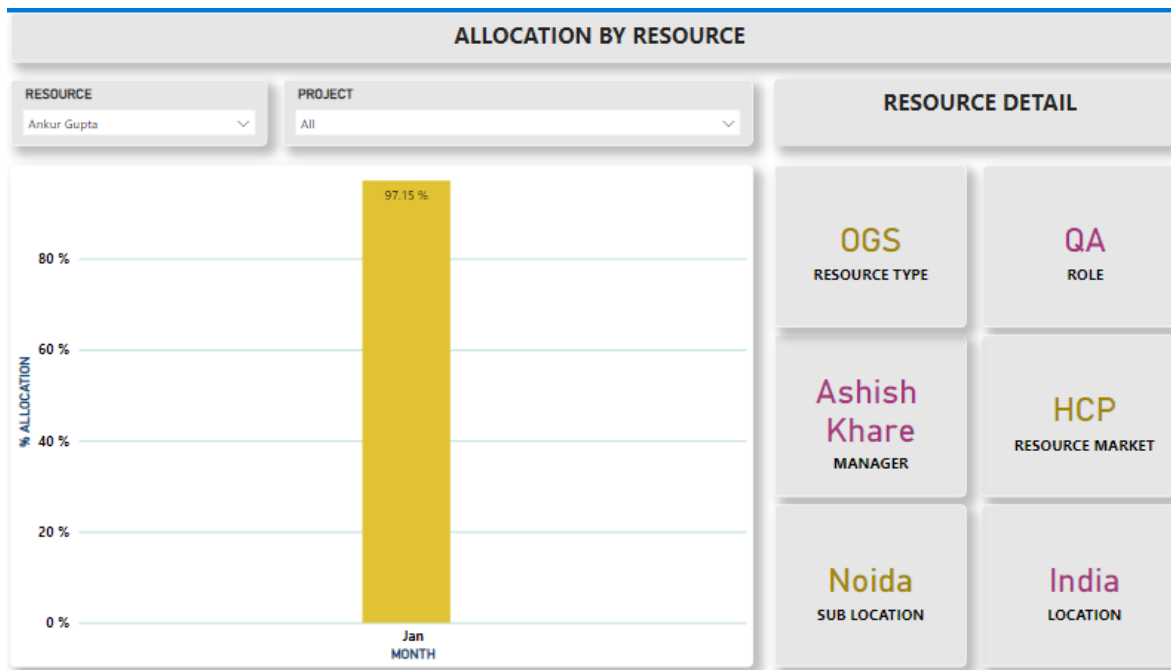 ALLOCATION BY RESOURCE
RESOURCE
Ankur Gupta
PROJECT
All
RESOURCE DETAIL
97.15 %
80 %
60 %
40 %
20 %
0 %
% ALLOCATION
Jan
MONTH
OGS
RESOURCE TYPE
QA
ROLE
Ashish
Khare
MANAGER
HCP
RESOURCE MARKET
Noida
SUB LOCATION
India
LOCATION